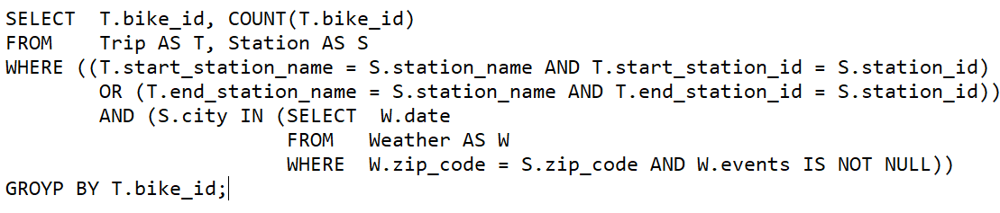 SELECT  T.bike_id, COUNT(T.bike_id)
FROM    Trip AS T, Station AS S
WHERE ((T.start_station_name = S.station_name AND T.start_station_id = S.station_id)
        OR (T.end_station_name = S.station_name AND T.end_station_id = S.station_id))
        AND (S.city IN (SELECT  W.date
                        FROM   Weather AS W
                        WHERE  W.zip_code = S.zip_code AND W.events IS NOT NULL))
GROYP BY T.bike_id;